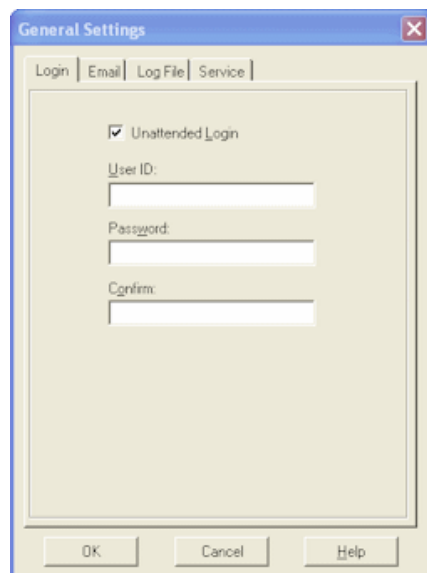 General Settings
Login Email Log File Service
Unattended Login
User ID:
Password:
Confirm:
OK Cancel Help